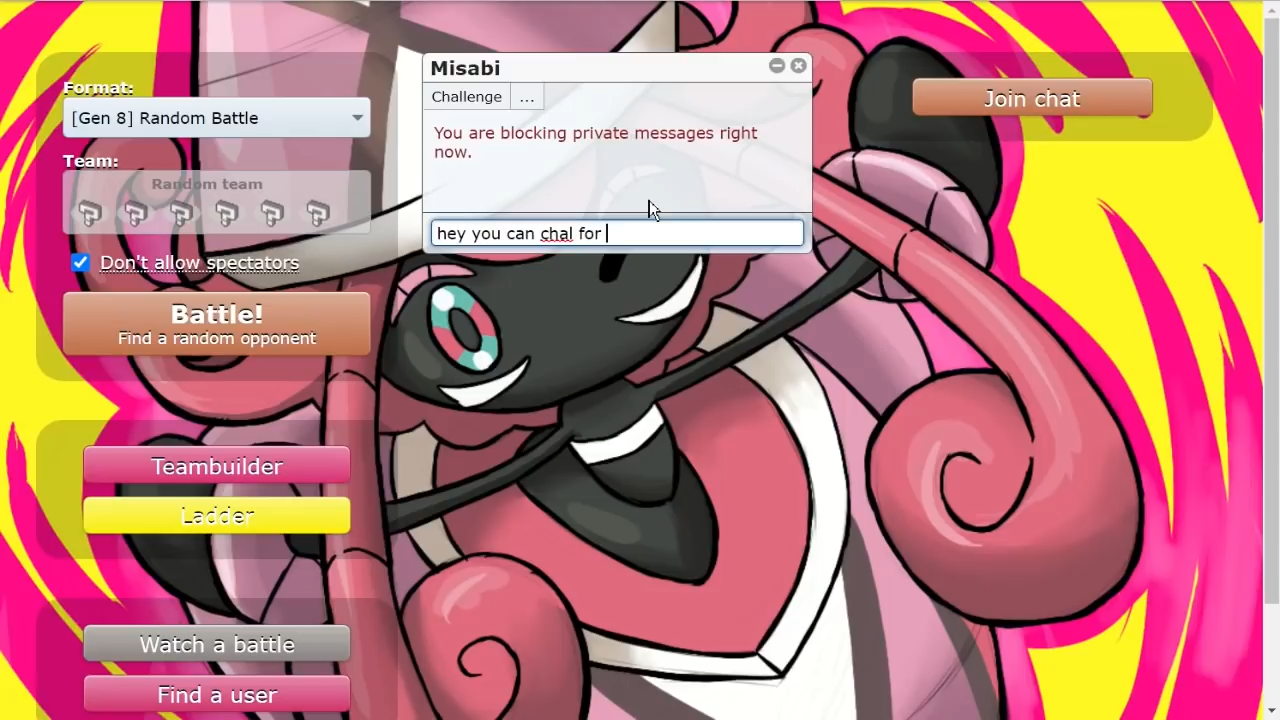 Format:
[Gen 8] Random Battle
Team:
Random team
Don't allow spectators
Battle!
Find a random opponent
Teambuilder
Ladder
Watch a battle
Find a user
Misabi
Challenge
...
You are blocking private messages right
now.
hey you can chal for
Join chat